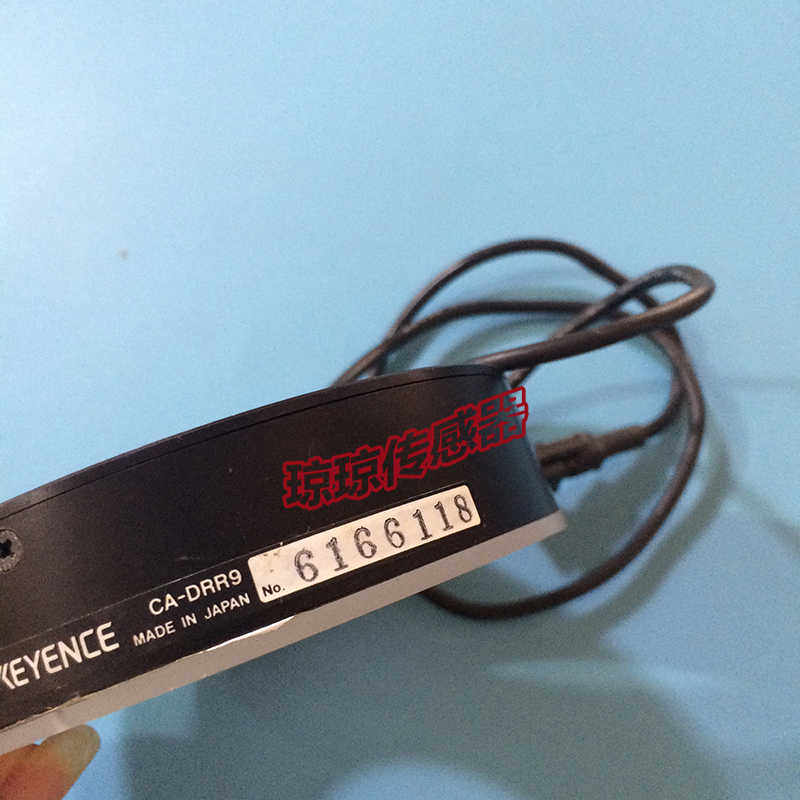 琼琼传感器
CA-DRR9
No. 6166118
KEYENCE
MADE IN JAPAN